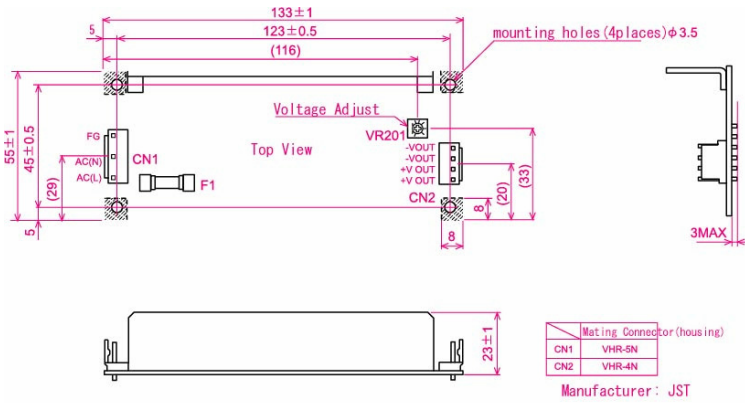 133±1
5
123±0.5
mounting holes(4places)φ3.5
(116)
Voltage Adjust
VR201
Top View
55±1
45±0.5
(29)
5
FG
AC(N)
AC(L)
CN1
F1
-VOUT
-VOUT
+V OUT
+V OUT
CN2
(33)
(20)
8
8
3MAX
23±1
Mating Connector(housing)
CN1 VHR-5N
CN2 VHR-4N
Manufacturer: JST